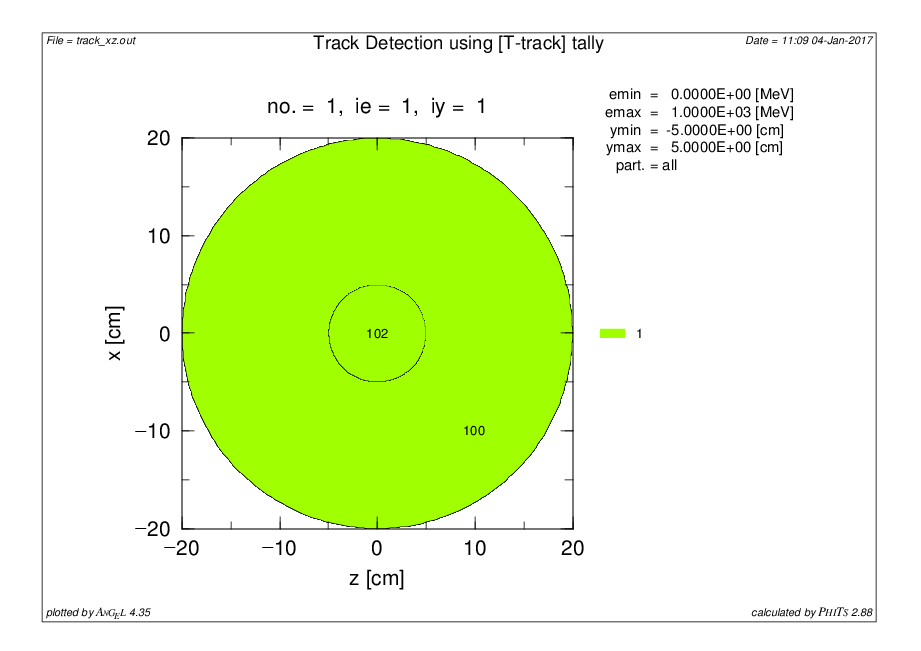 File = track_xz.out
Date = 11:09 04-Jan-2017
Track Detection using [T-track] tally
no. = 1, ie = 1, iy = 1
emin = 0.0000E+00 [MeV]
emax = 1.0000E+03 [MeV]
ymin = -5.0000E+00 [cm]
ymax = 5.0000E+00 [cm]
part. = all
20
10
0
−10
−20
x [cm]
102
100
1
−20 −10 0 10 20
z [cm]
plotted by ANGEL 4.35
calculated by PHITS 2.88